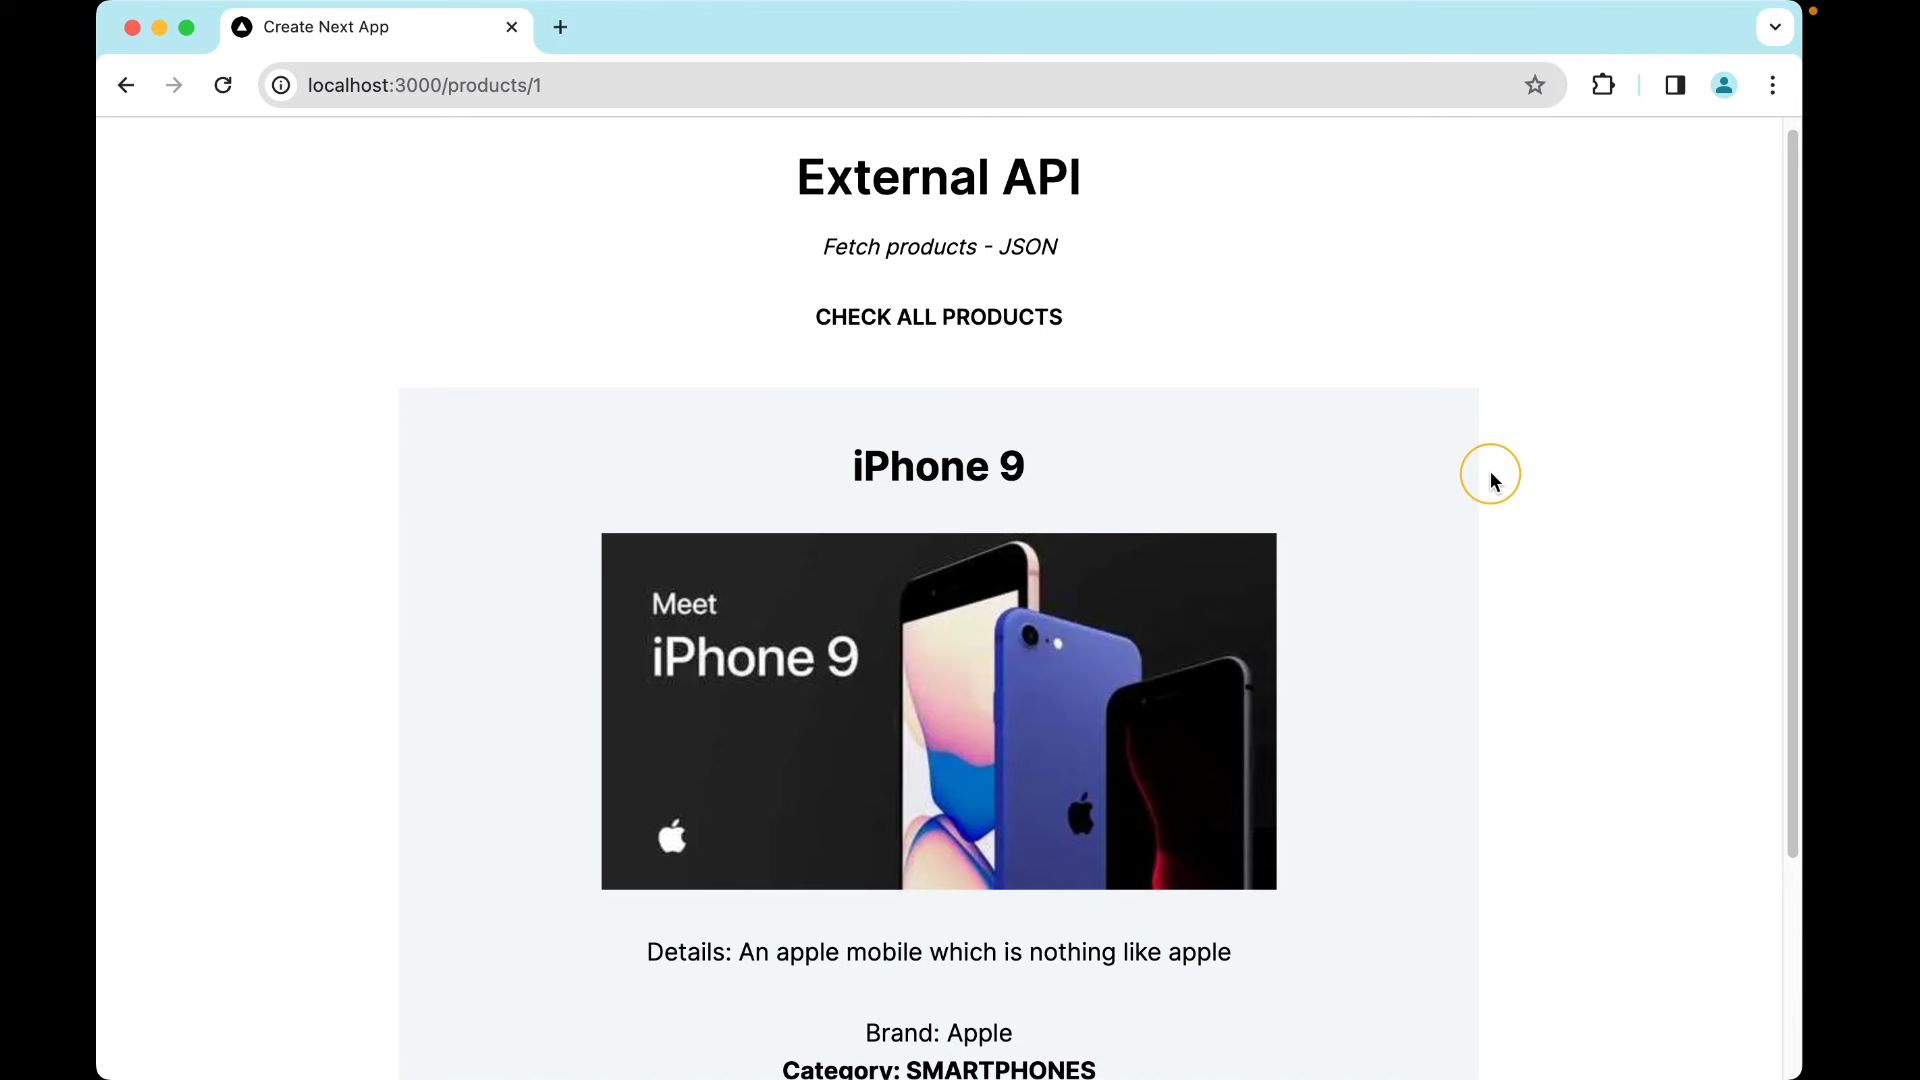 Create Next App
localhost:3000/products/1
External API
Fetch products - JSON
CHECK ALL PRODUCTS
iPhone 9
Meet
iPhone 9
Details: An apple mobile which is nothing like apple
Brand: Apple
Category: SMARTPHONES